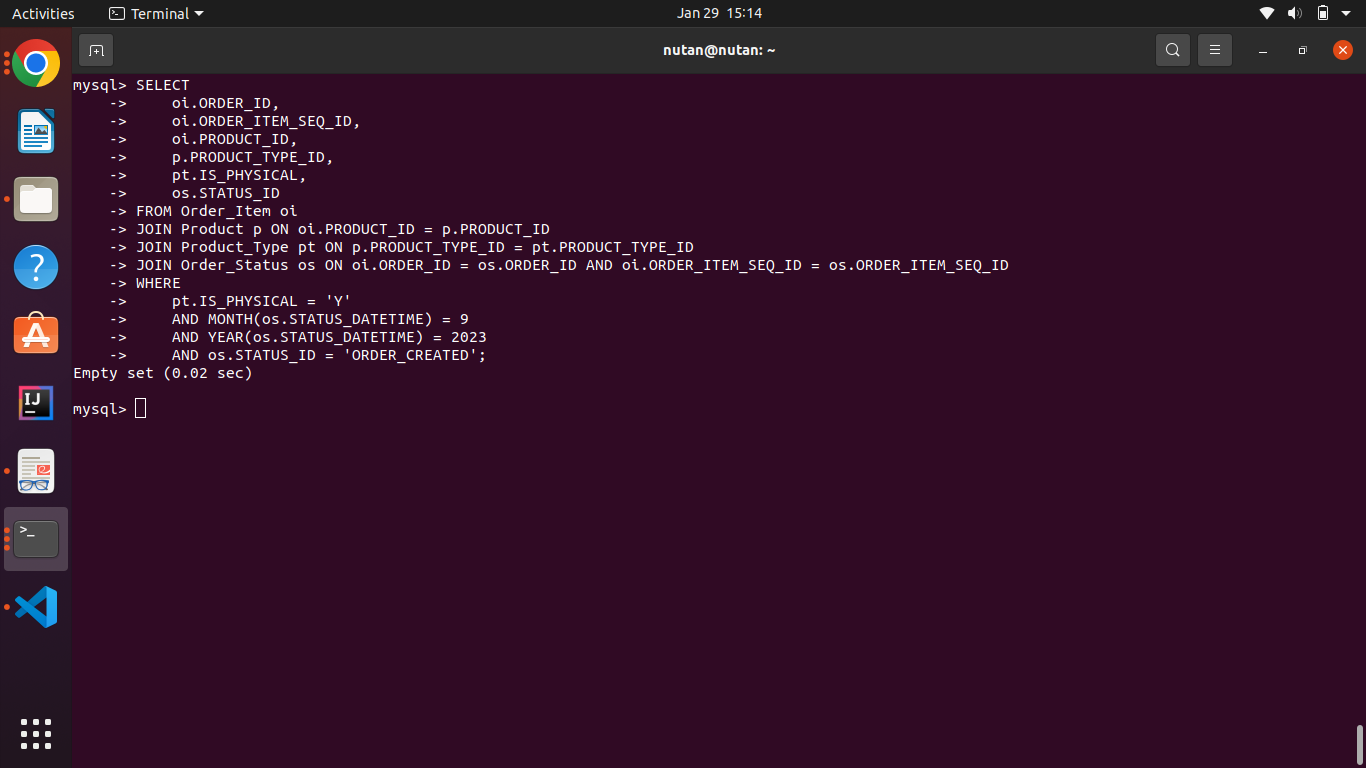 Activities
Terminal
Jan 29 15:14
nutan@nutan: ~
mysql> SELECT
    ->     oi.ORDER_ID,
    ->     oi.ORDER_ITEM_SEQ_ID,
    ->     oi.PRODUCT_ID,
    ->     p.PRODUCT_TYPE_ID,
    ->     pt.IS_PHYSICAL,
    ->     os.STATUS_ID
    -> FROM Order_Item oi
    -> JOIN Product p ON oi.PRODUCT_ID = p.PRODUCT_ID
    -> JOIN Product_Type pt ON p.PRODUCT_TYPE_ID = pt.PRODUCT_TYPE_ID
    -> JOIN Order_Status os ON oi.ORDER_ID = os.ORDER_ID AND oi.ORDER_ITEM_SEQ_ID = os.ORDER_ITEM_SEQ_ID
    -> WHERE
    ->     pt.IS_PHYSICAL = 'Y'
    ->     AND MONTH(os.STATUS_DATETIME) = 9
    ->     AND YEAR(os.STATUS_DATETIME) = 2023
    ->     AND os.STATUS_ID = 'ORDER_CREATED';
Empty set (0.02 sec)
mysql>
IJ
>_